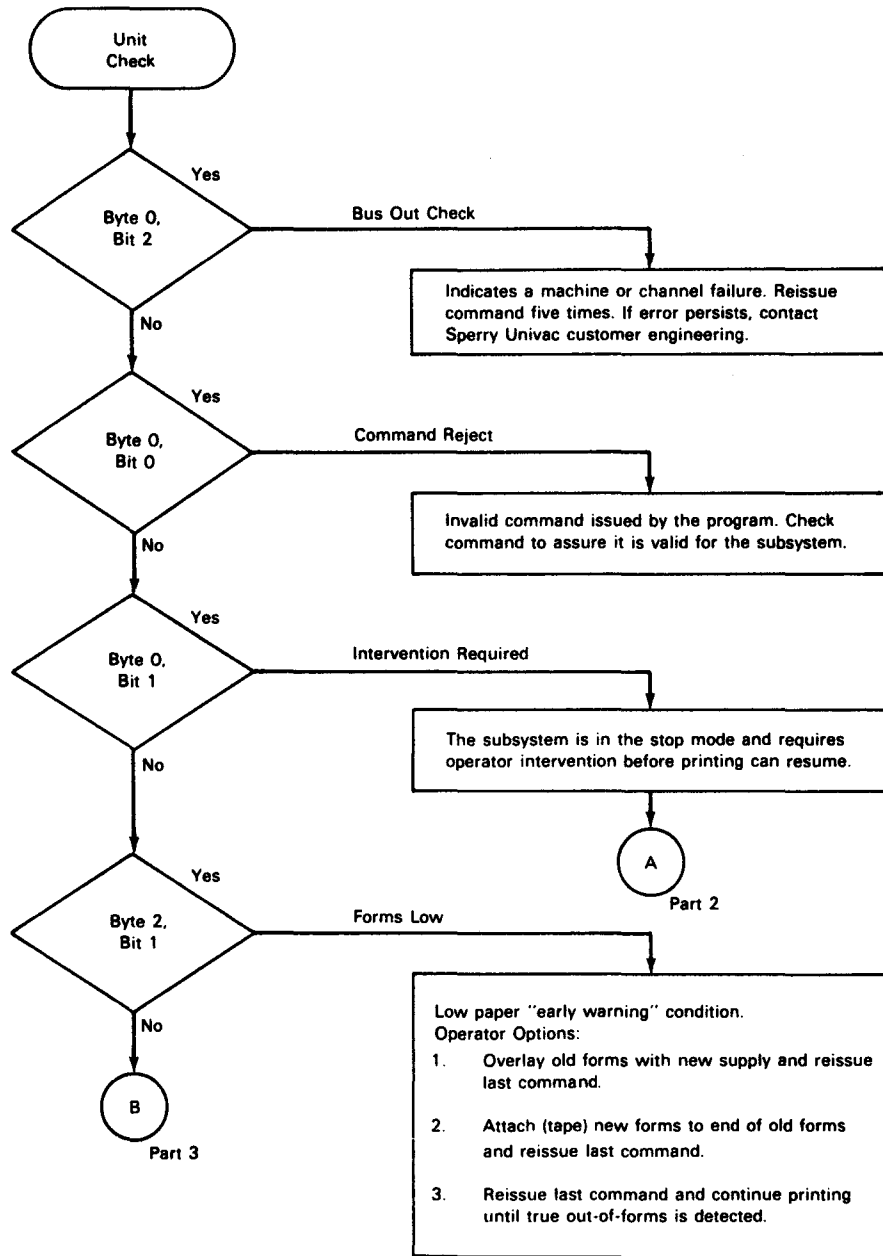 Unit
Check
Yes
Byte 0,
Bit 2
Bus Out Check
Indicates a machine or channel failure. Reissue
command five times. If error persists, contact
Sperry Univac customer engineering.
No
Yes
Byte 0,
Bit 0
Command Reject
Invalid command issued by the program. Check
command to assure it is valid for the subsystem.
No
Yes
Byte 0,
Bit 1
Intervention Required
The subsystem is in the stop mode and requires
operator intervention before printing can resume.
No
A
Part 2
Yes
Byte 2,
Bit 1
Forms Low
Low paper "early warning" condition.
Operator Options:
1. Overlay old forms with new supply and reissue
last command.
2. Attach (tape) new forms to end of old forms
and reissue last command.
3. Reissue last command and continue printing
until true out-of-forms is detected.
No
B
Part 3